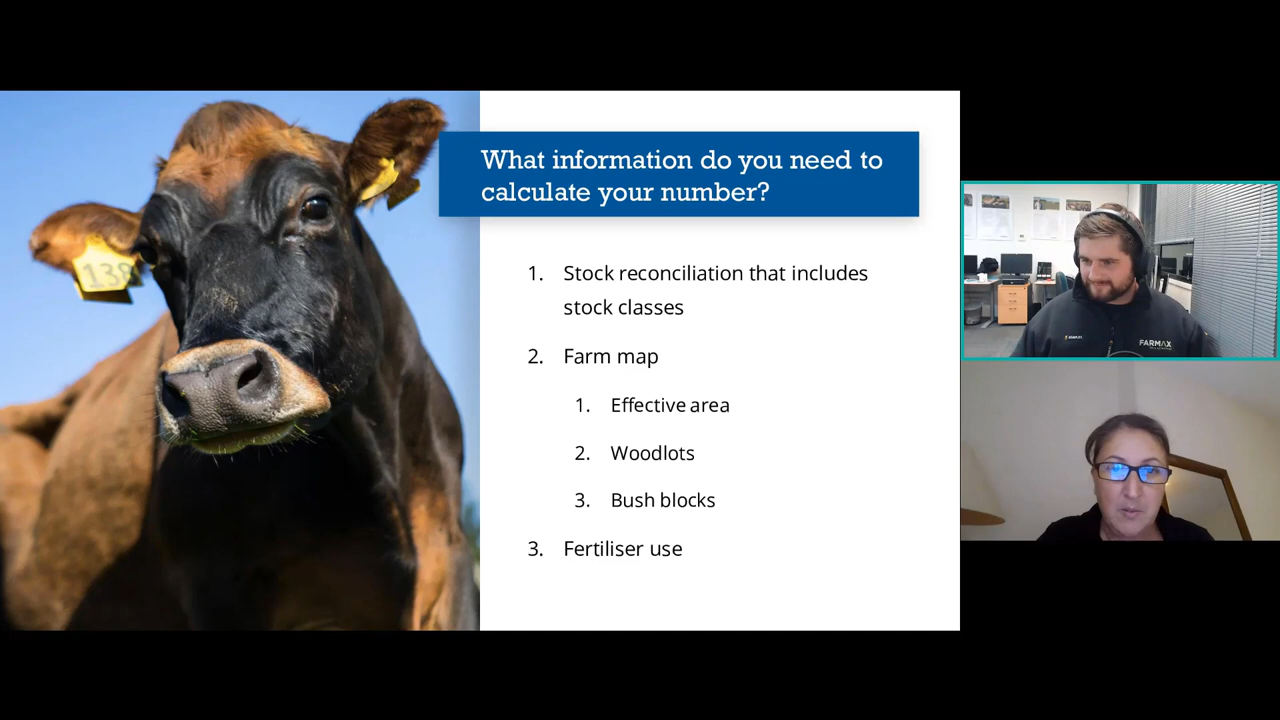 What information do you need to
calculate your number?
1. Stock reconciliation that includes
stock classes
2. Farm map
1. Effective area
2. Woodlots
3. Bush blocks
3. Fertiliser use
138
FARMAX